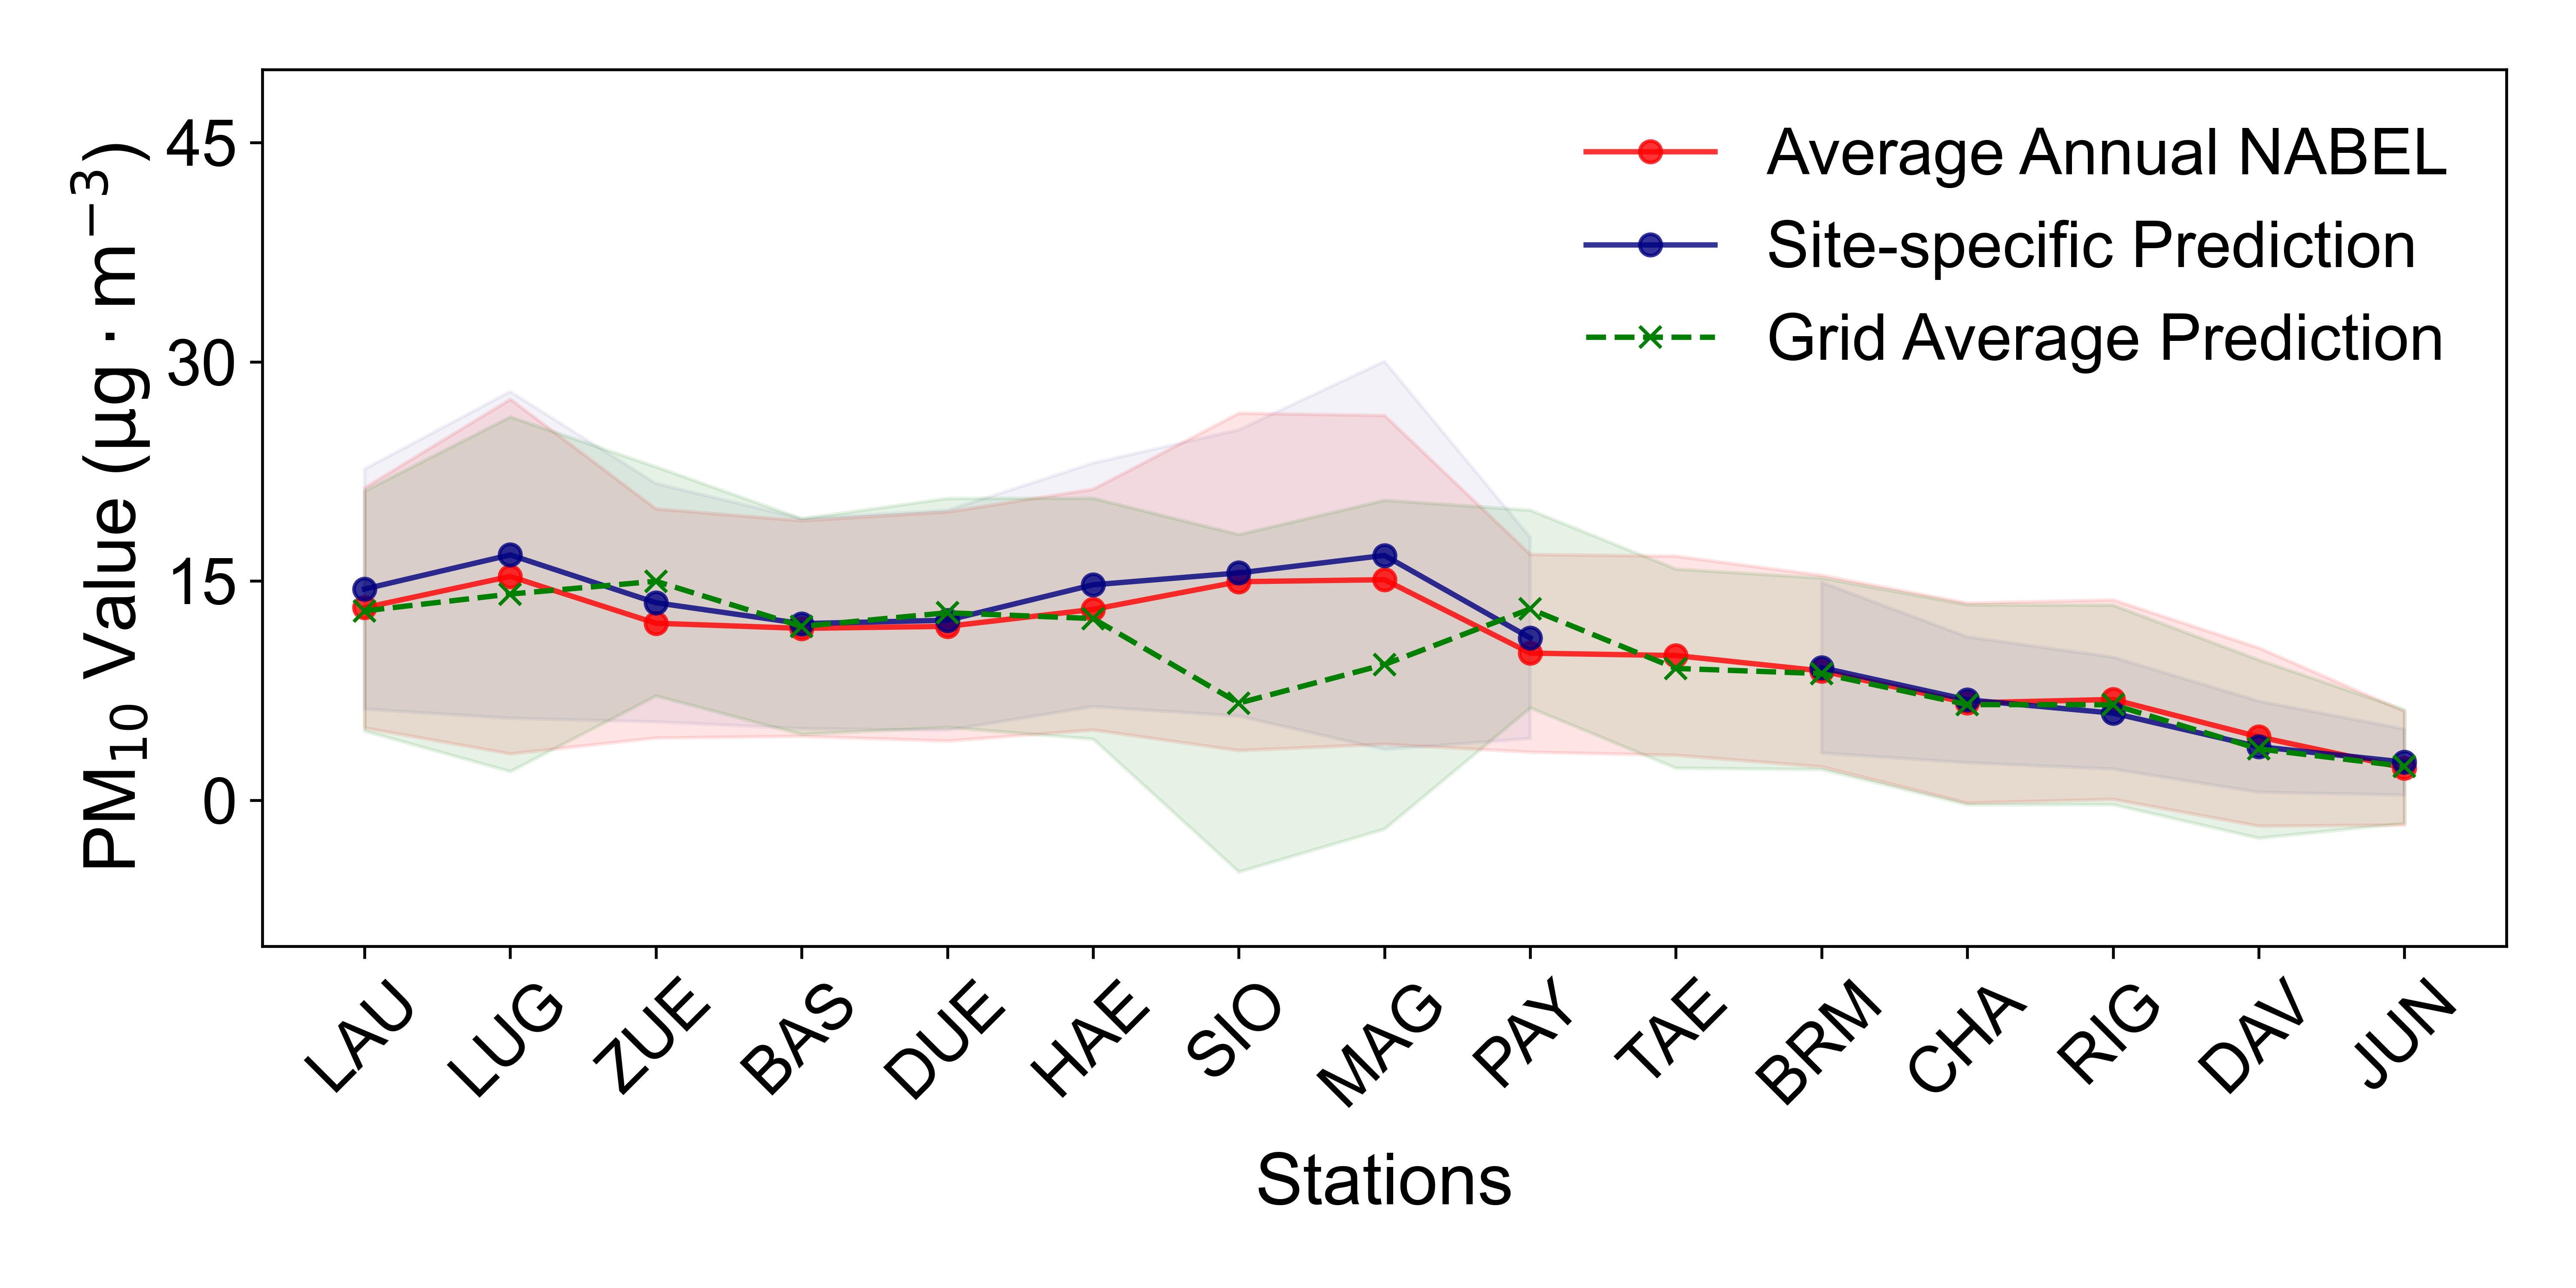 PM₁₀ Value (µg · m⁻³)
45
30
15
0
Average Annual NABEL
Site-specific Prediction
Grid Average Prediction
LAU
LUG
ZUE
BAS
DUE
HAE
SIO
MAG
PAY
TAE
BRM
CHA
RIG
DAV
JUN
Stations